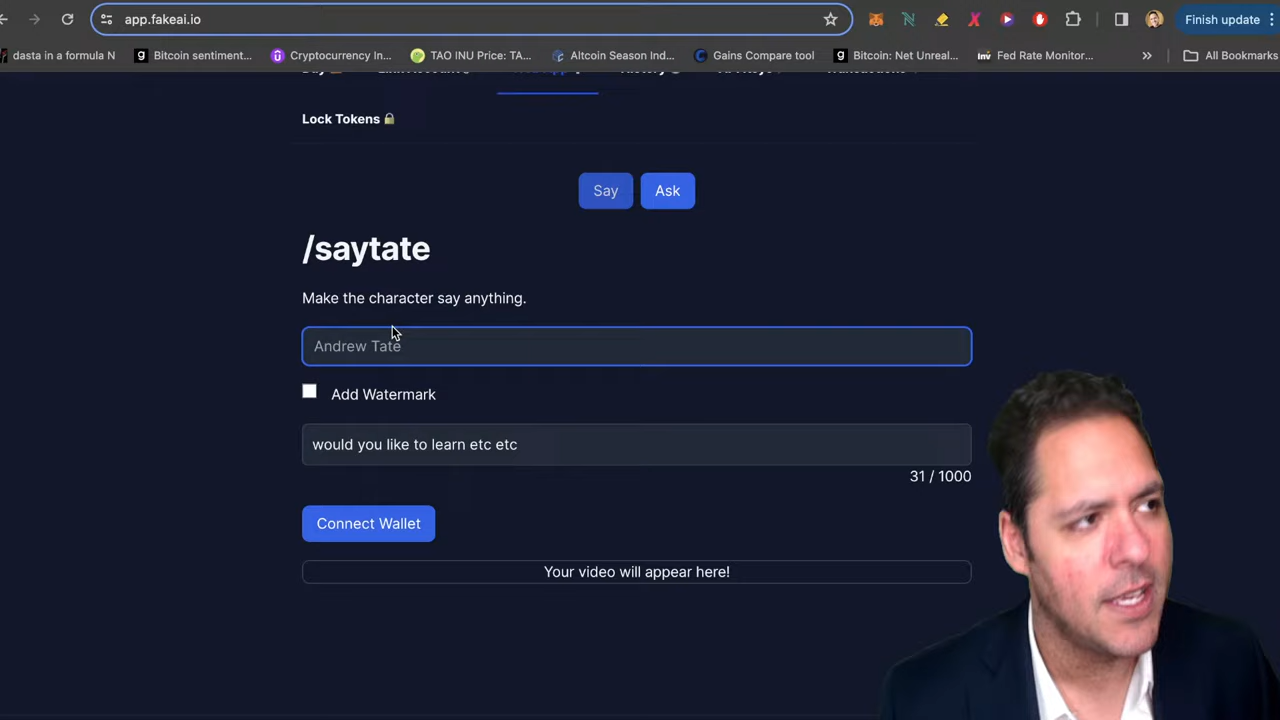 app.fakeai.io
Finish update
dasta in a formula N
Bitcoin sentiment...
Cryptocurrency In...
TAO INU Price: TA...
Altcoin Season Ind...
Gains Compare tool
Bitcoin: Net Unreal...
Fed Rate Monitor...
All Bookmarks
Lock Tokens
Say
Ask
/saytate
Make the character say anything.
Andrew Tate
Add Watermark
would you like to learn etc etc
31 / 1000
Connect Wallet
Your video will appear here!